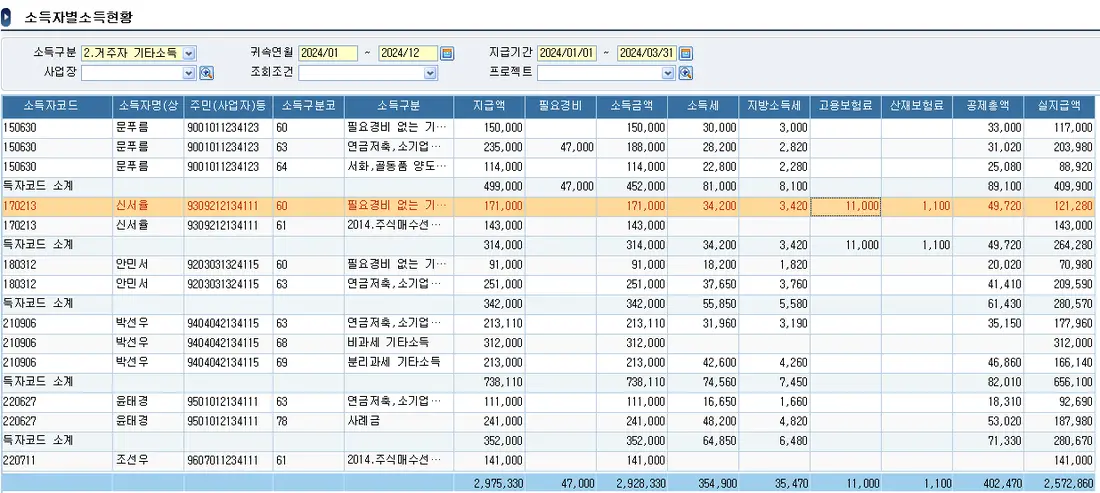 소득자별소득현황
소득구분 2.거주자 기타소득 귀속연월 2024/01 ~ 2024/12 지급기간 2024/01/01 ~ 2024/03/31
사업장 조회조건 프로젝트
소득자코드 소득자명(상 주민(사업자)등 소득구분코 소득구분 지급액 필요경비 소득금액 소득세 지방소득세 고용보험료 산재보험료 공제총액 실지급액
150630 문푸름 9001011234123 60 필요경비 없는 기… 150,000 150,000 30,000 3,000 33,000 117,000
150630 문푸름 9001011234123 63 연금저축,소기업… 235,000 47,000 188,000 28,200 2,820 31,020 203,980
150630 문푸름 9001011234123 64 서화,골동품 양도… 114,000 114,000 22,800 2,280 25,080 88,920
득자코드 소계 499,000 47,000 452,000 81,000 8,100 89,100 409,900
170213 신서율 9309212134111 60 필요경비 없는 기… 171,000 171,000 34,200 3,420 11,000 1,100 49,720 121,280
170213 신서율 9309212134111 61 2014.주식매수선… 143,000 143,000 143,000
득자코드 소계 314,000 314,000 34,200 3,420 11,000 1,100 49,720 264,280
180312 안민서 9203031324115 60 필요경비 없는 기… 91,000 91,000 18,200 1,820 20,020 70,980
180312 안민서 9203031324115 63 연금저축,소기업… 251,000 251,000 37,650 3,760 41,410 209,590
득자코드 소계 342,000 342,000 55,850 5,580 61,430 280,570
210906 박선우 9404042134115 63 연금저축,소기업… 213,110 213,110 31,960 3,190 35,150 177,960
210906 박선우 9404042134115 68 비과세 기타소득 312,000 312,000 312,000
210906 박선우 9404042134115 69 분리과세 기타소득 213,000 213,000 42,600 4,260 46,860 166,140
득자코드 소계 738,110 738,110 74,560 7,450 82,010 656,100
220627 윤태경 9501012134111 63 연금저축,소기업… 111,000 111,000 16,650 1,660 18,310 92,690
220627 윤태경 9501012134111 78 사례금 241,000 241,000 48,200 4,820 53,020 187,980
득자코드 소계 352,000 352,000 64,850 6,480 71,330 280,670
220711 조선우 9607011234111 61 2014.주식매수선… 141,000 141,000 141,000
2,975,330 47,000 2,928,330 354,900 35,470 11,000 1,100 402,470 2,572,860